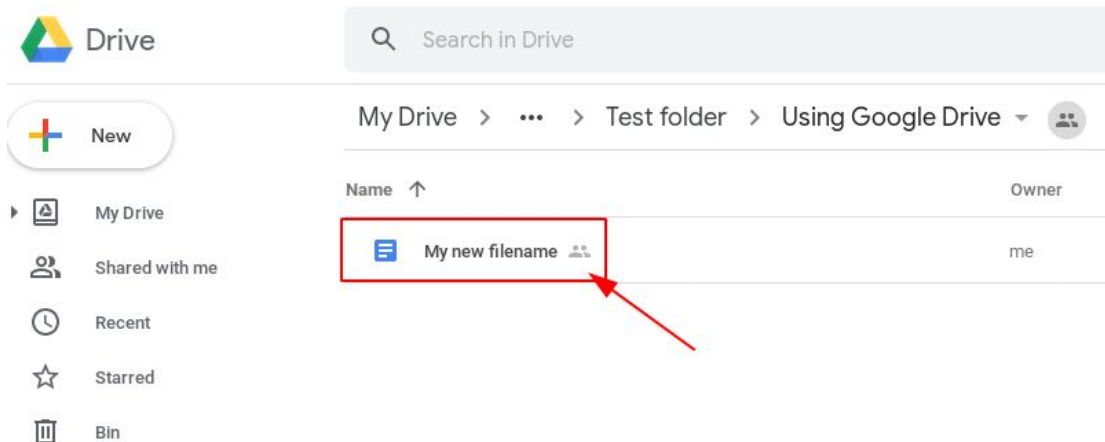 Drive
Search in Drive
My Drive > ••• > Test folder > Using Google Drive
New
Name
Owner
My Drive
My new filename
me
Shared with me
Recent
Starred
Bin